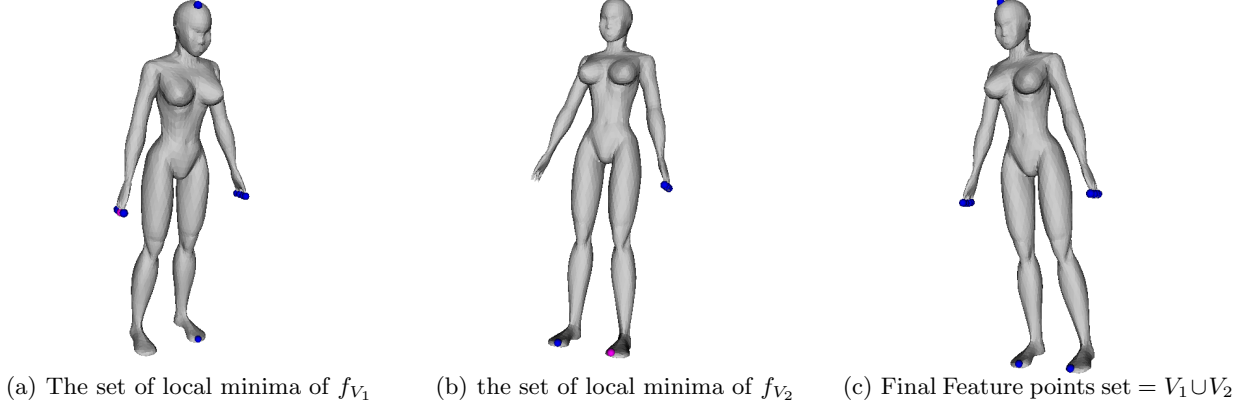 (a) The set of local minima of f_{V_1}
(b) the set of local minima of f_{V_2}
(c) Final Feature points set = V_1∪V_2